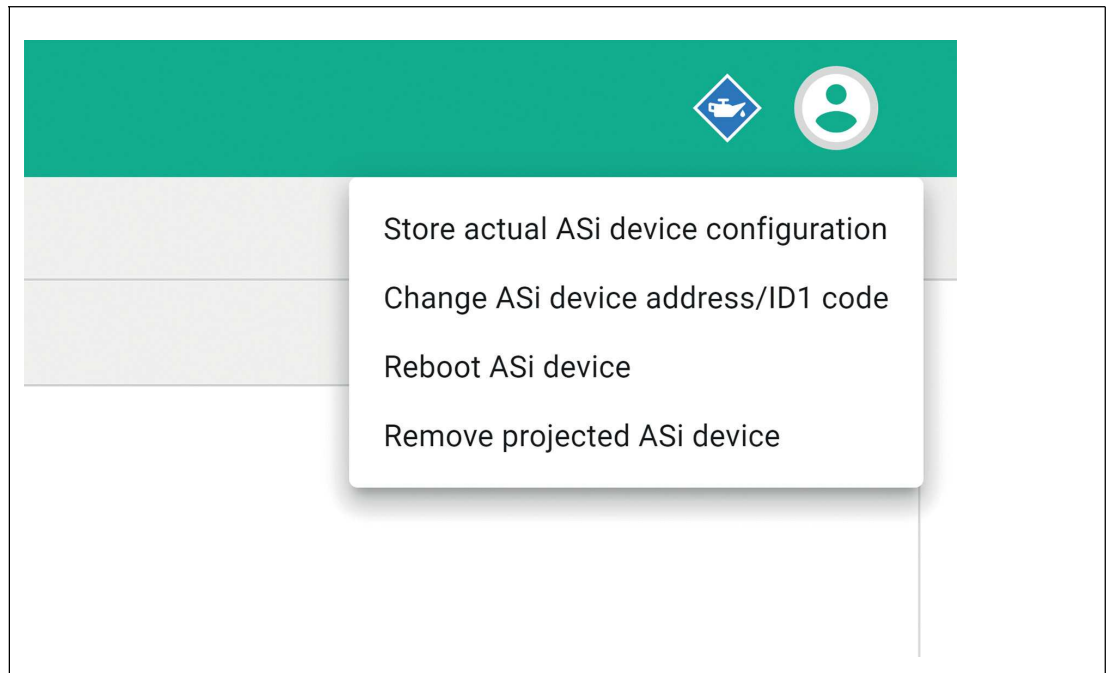 Store actual ASi device configuration
Change ASi device address/ID1 code
Reboot ASi device
Remove projected ASi device